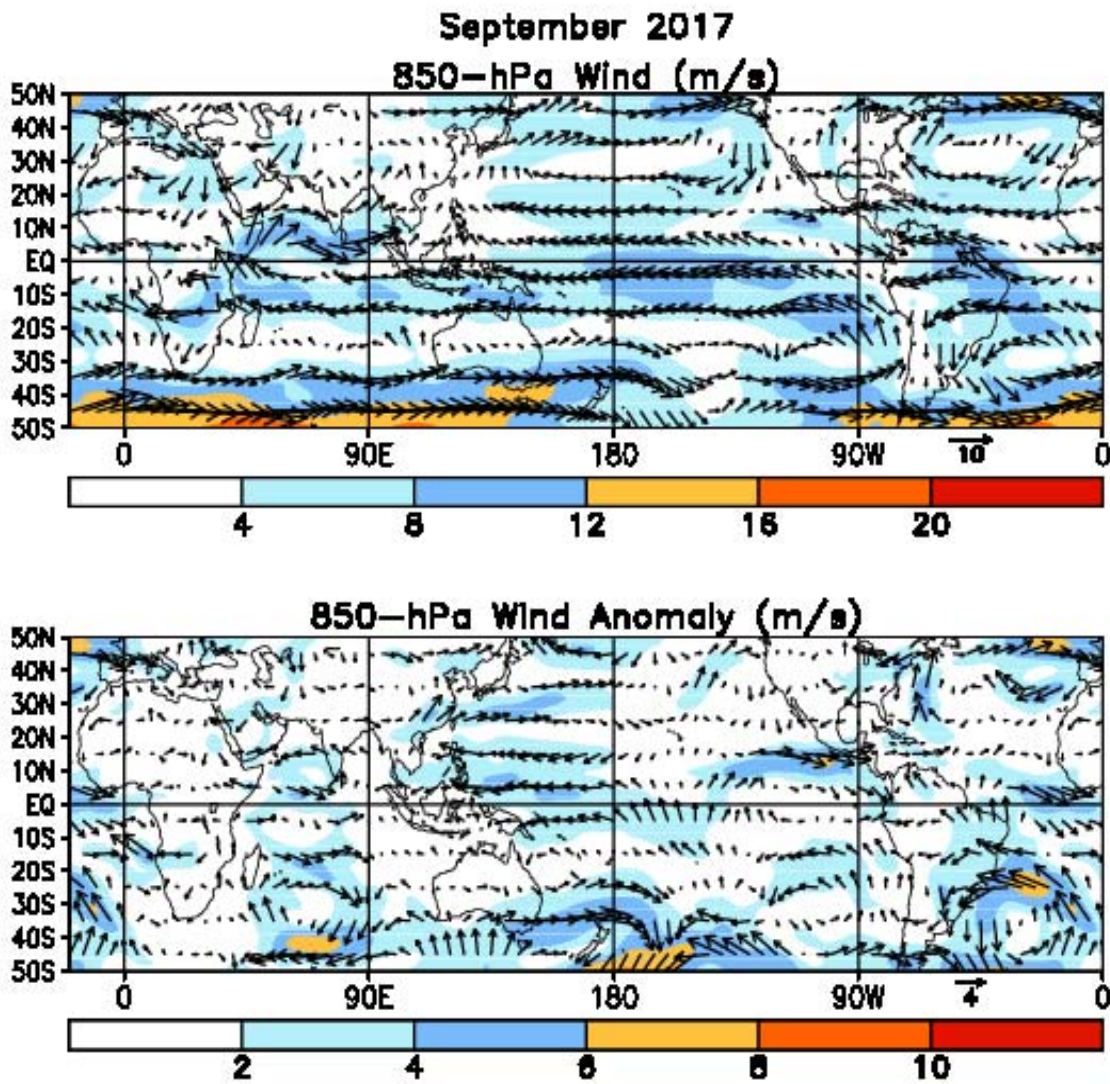 September 2017
850-hPa Wind (m/s)
50N
40N
30N
20N
10N
EQ
10S
20S
30S
40S
50S
0 90E 180 90W 10 0
4 8 12 16 20
850-hPa Wind Anomaly (m/s)
50N
40N
30N
20N
10N
EQ
10S
20S
30S
40S
50S
0 90E 180 90W 4 0
2 4 6 8 10